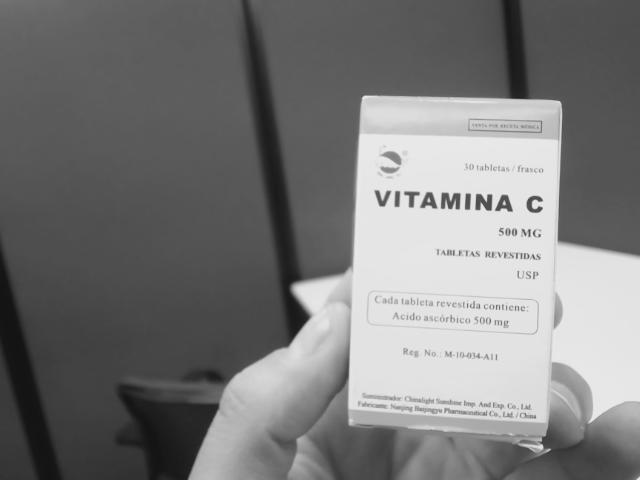 VENTA POR RECETA MÉDICA
30 tabletas / frasco
VITAMINA C
500 MG
TABLETAS REVESTIDAS
USP
Cada tableta revestida contiene:
Acido ascórbico 500 mg
Reg. No.: M-10-034-A11
Suministrador: Chinalight Sunshine Imp. And Exp. Co., Ltd.
Fabricante: Nanjing Baijingyu Pharmaceutical Co., Ltd. / China